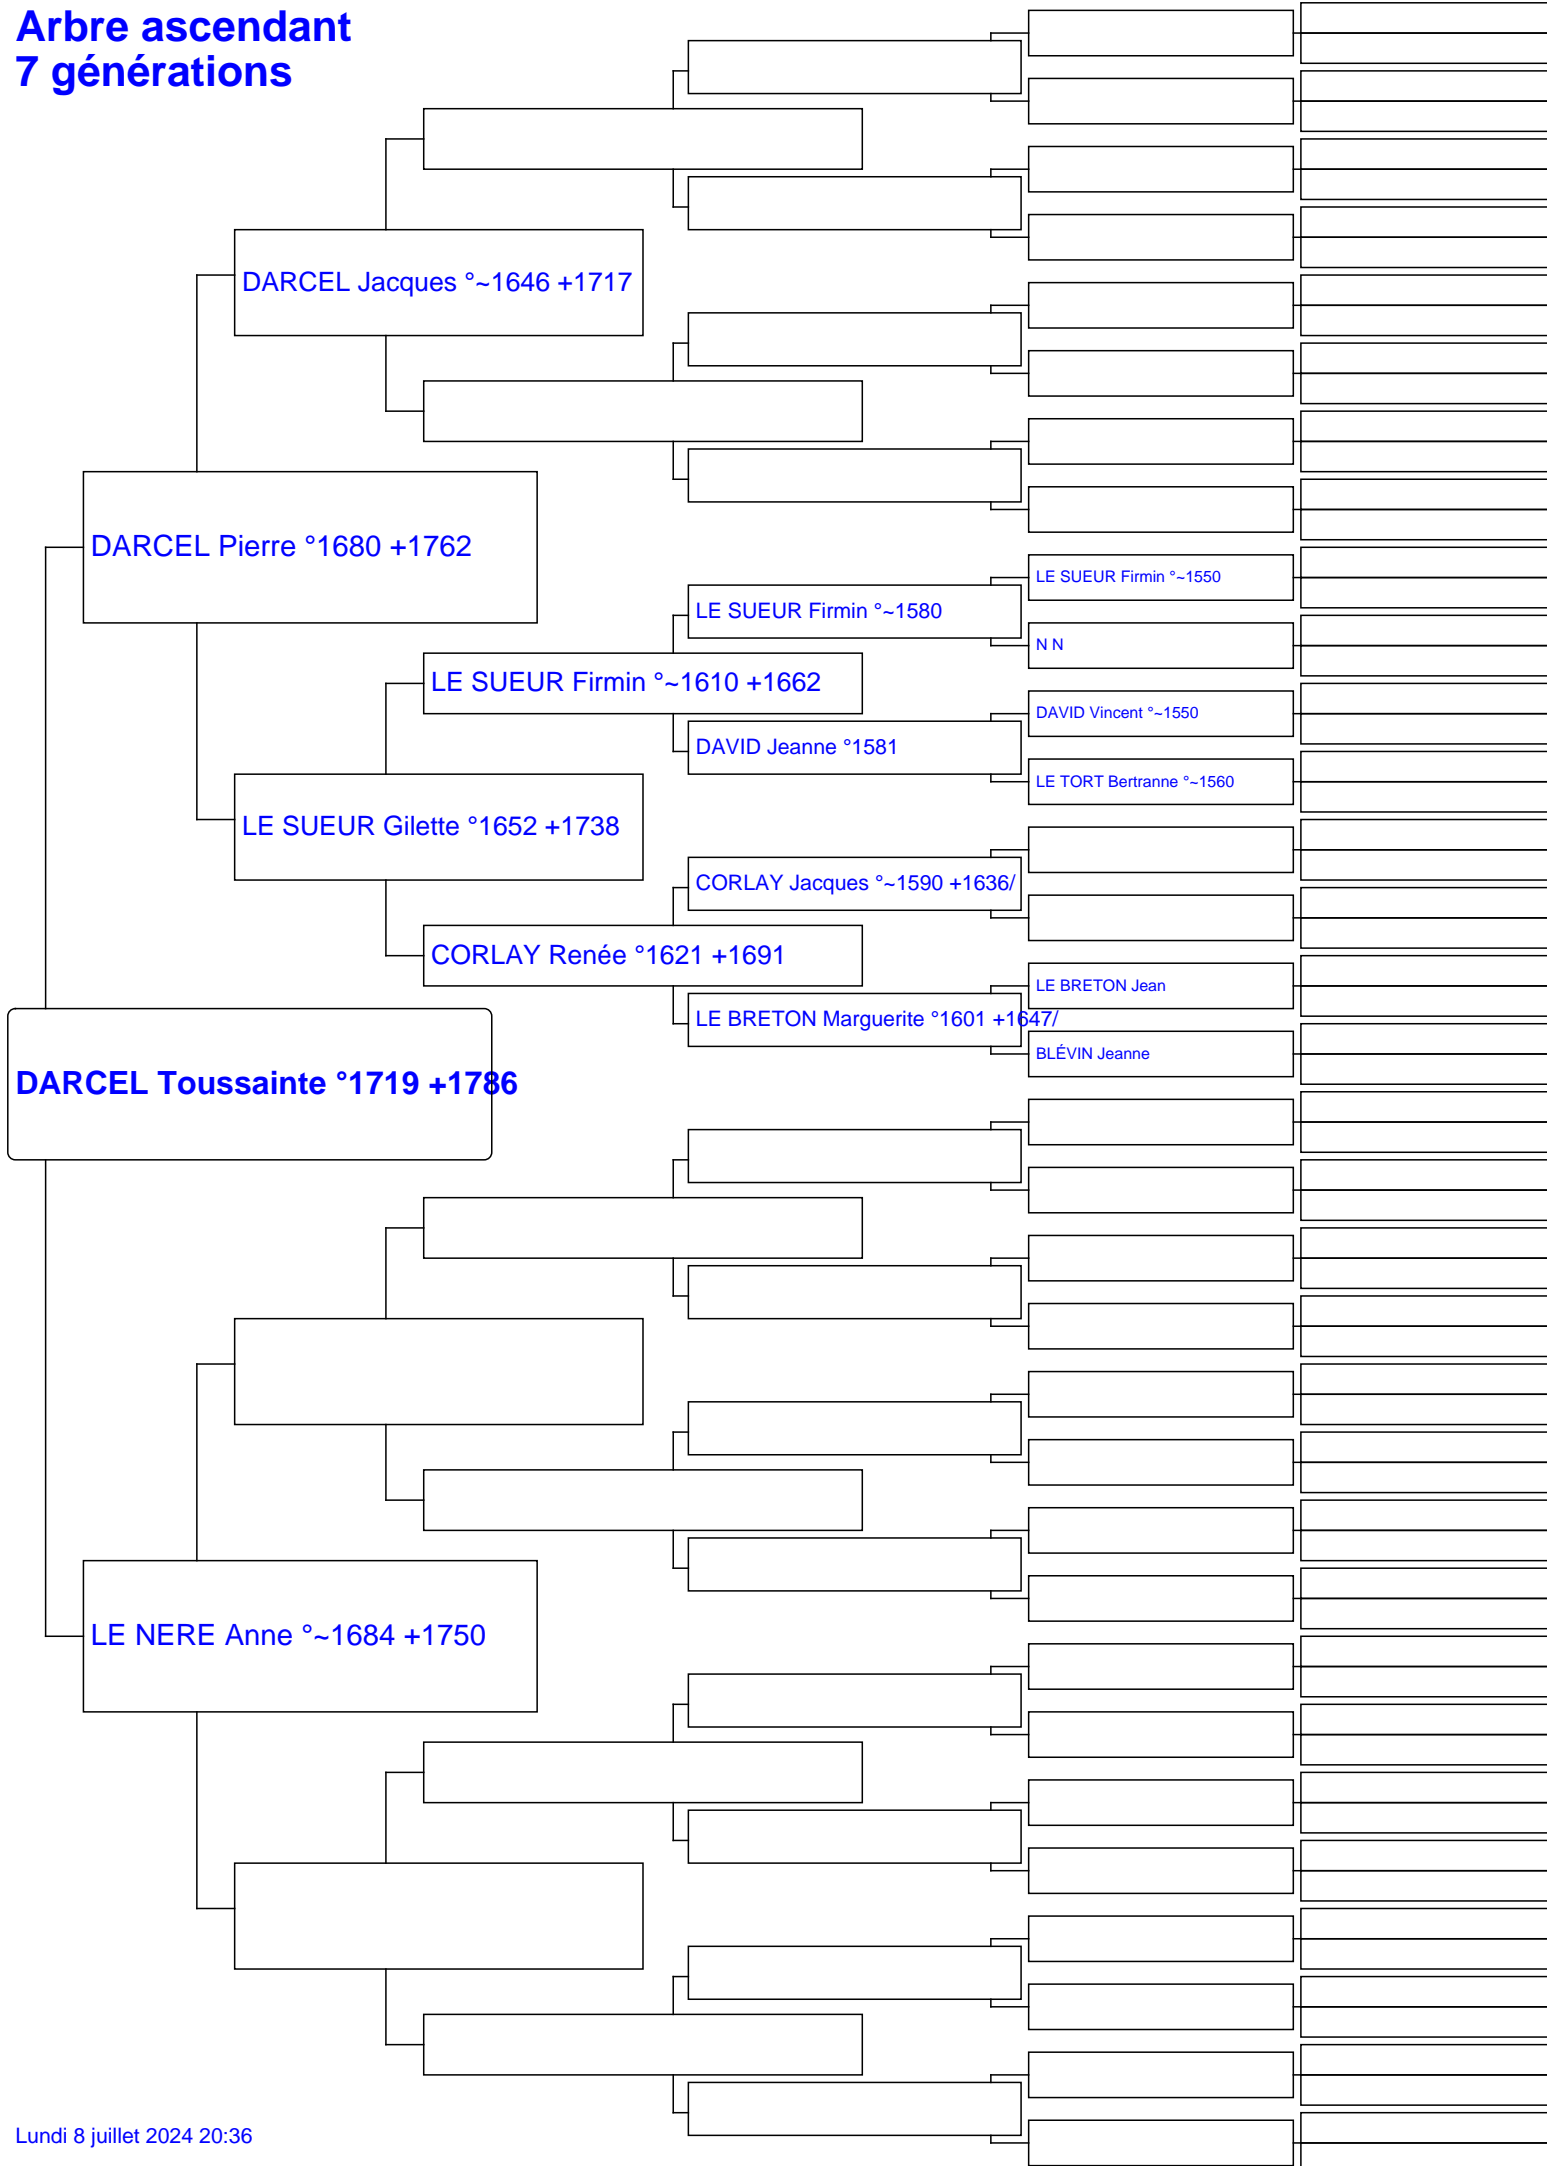 Arbre ascendant
7 générations
DARCEL Jacques °~1646 +1717
DARCEL Pierre °1680 +1762
LE SUEUR Firmin °~1550
LE SUEUR Firmin °~1580
N N
LE SUEUR Firmin °~1610 +1662
DAVID Vincent °~1550
DAVID Jeanne °1581
LE TORT Bertranne °~1560
LE SUEUR Gilette °1652 +1738
CORLAY Jacques °~1590 +1636/
CORLAY Renée °1621 +1691
LE BRETON Jean
LE BRETON Marguerite °1601 +1647/
BLÉVIN Jeanne
DARCEL Toussainte °1719 +1786
LE NERE Anne °~1684 +1750
Lundi 8 juillet 2024 20:36